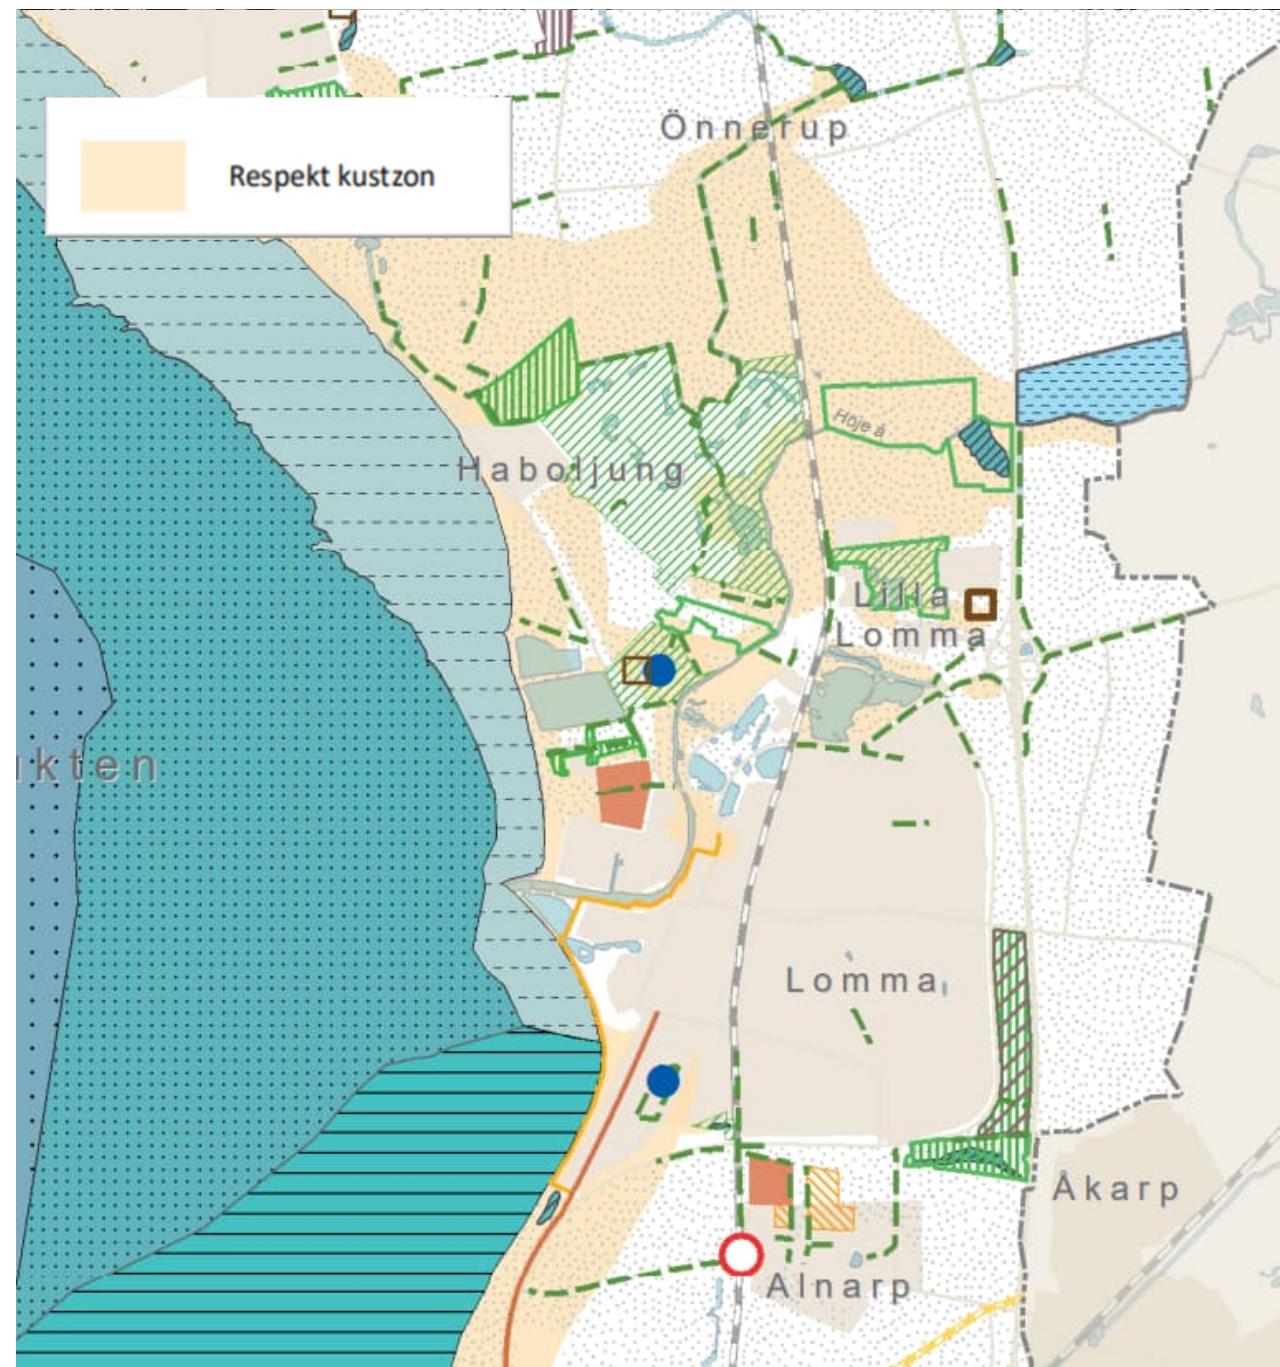 Önnerup
Respekt kustzon
Höje å
Haboljung
Lilla
Lomma
kten
Lomma
Åkarp
Alnarp